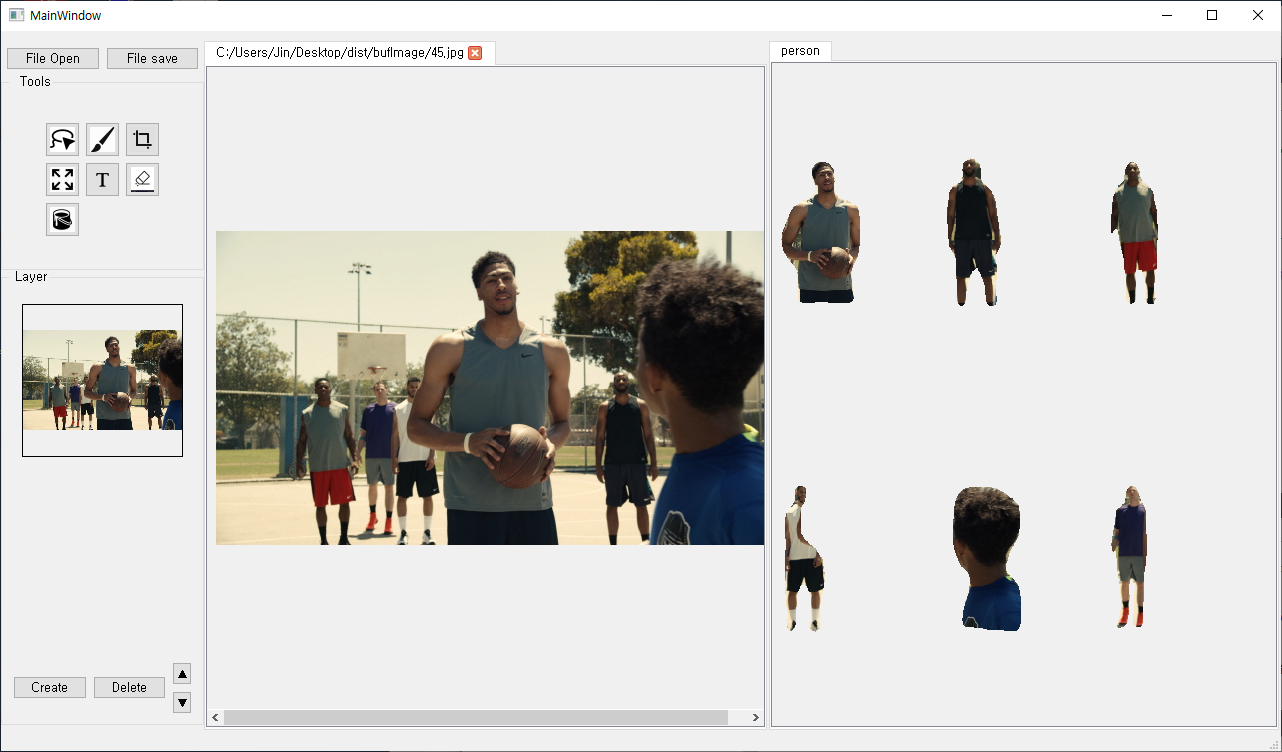 MainWindow
File Open
File save
C:/Users/Jin/Desktop/dist/bufImage/45.jpg
person
Tools
T
Layer
Create
Delete